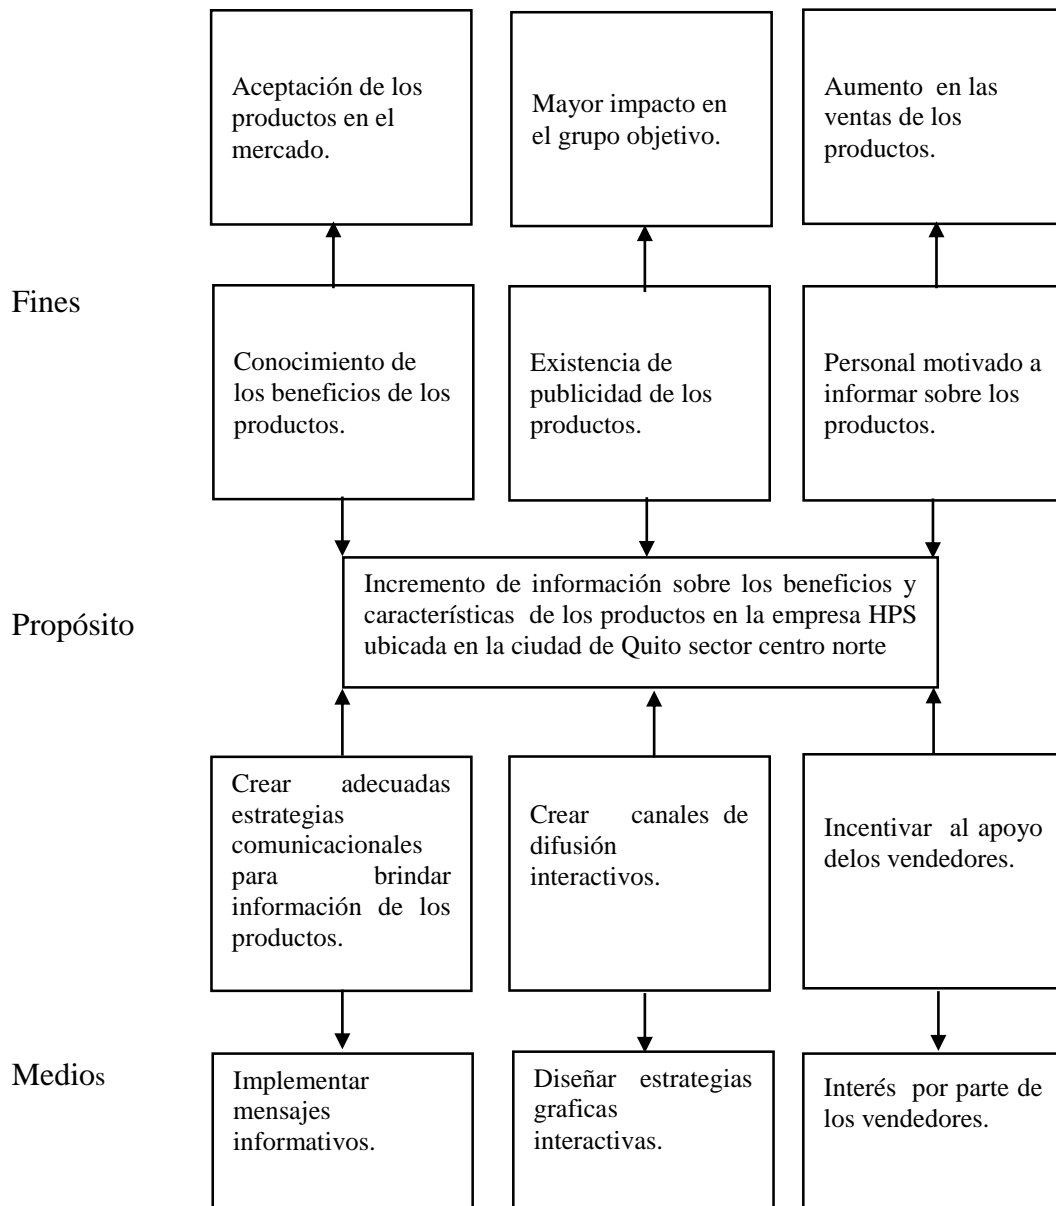 Aceptación de los
productos en el
mercado.
Mayor impacto en
el grupo objetivo.
Aumento en las
ventas de los
productos.
Fines
Conocimiento de
los beneficios de los
productos.
Existencia de
publicidad de los
productos.
Personal motivado a
informar sobre los
productos.
Propósito
Incremento de información sobre los beneficios y
características de los productos en la empresa HPS
ubicada en la ciudad de Quito sector centro norte
Crear adecuadas
estrategias
comunicacionales
para brindar
información de los
productos.
Crear canales de
difusión
interactivos.
Incentivar al apoyo
delos vendedores.
Medios
Implementar
mensajes
informativos.
Diseñar estrategias
graficas
interactivas.
Interés por parte de
los vendedores.